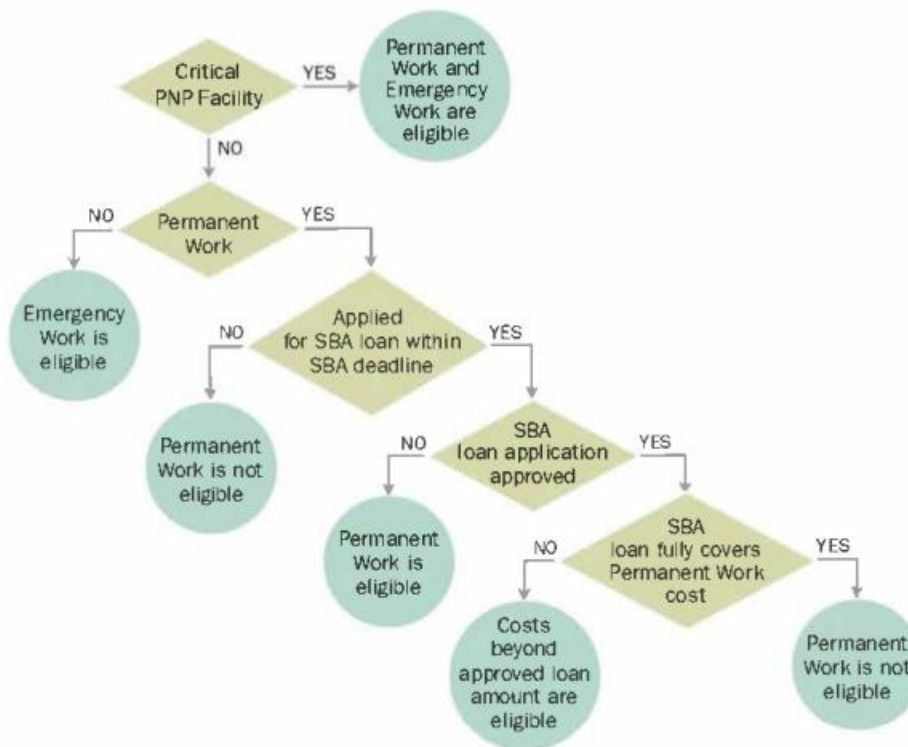 Critical
PNP Facility
YES
Permanent
Work and
Emergency
Work are
eligible
NO
NO
Permanent
Work
YES
Emergency
Work is
eligible
NO
Applied
for SBA loan within
SBA deadline
YES
Permanent
Work is not
eligible
NO
SBA
loan application
approved
YES
Permanent
Work is
eligible
NO
SBA
loan fully covers
Permanent Work
cost
YES
Costs
beyond
approved loan
amount are
eligible
Permanent
Work is not
eligible